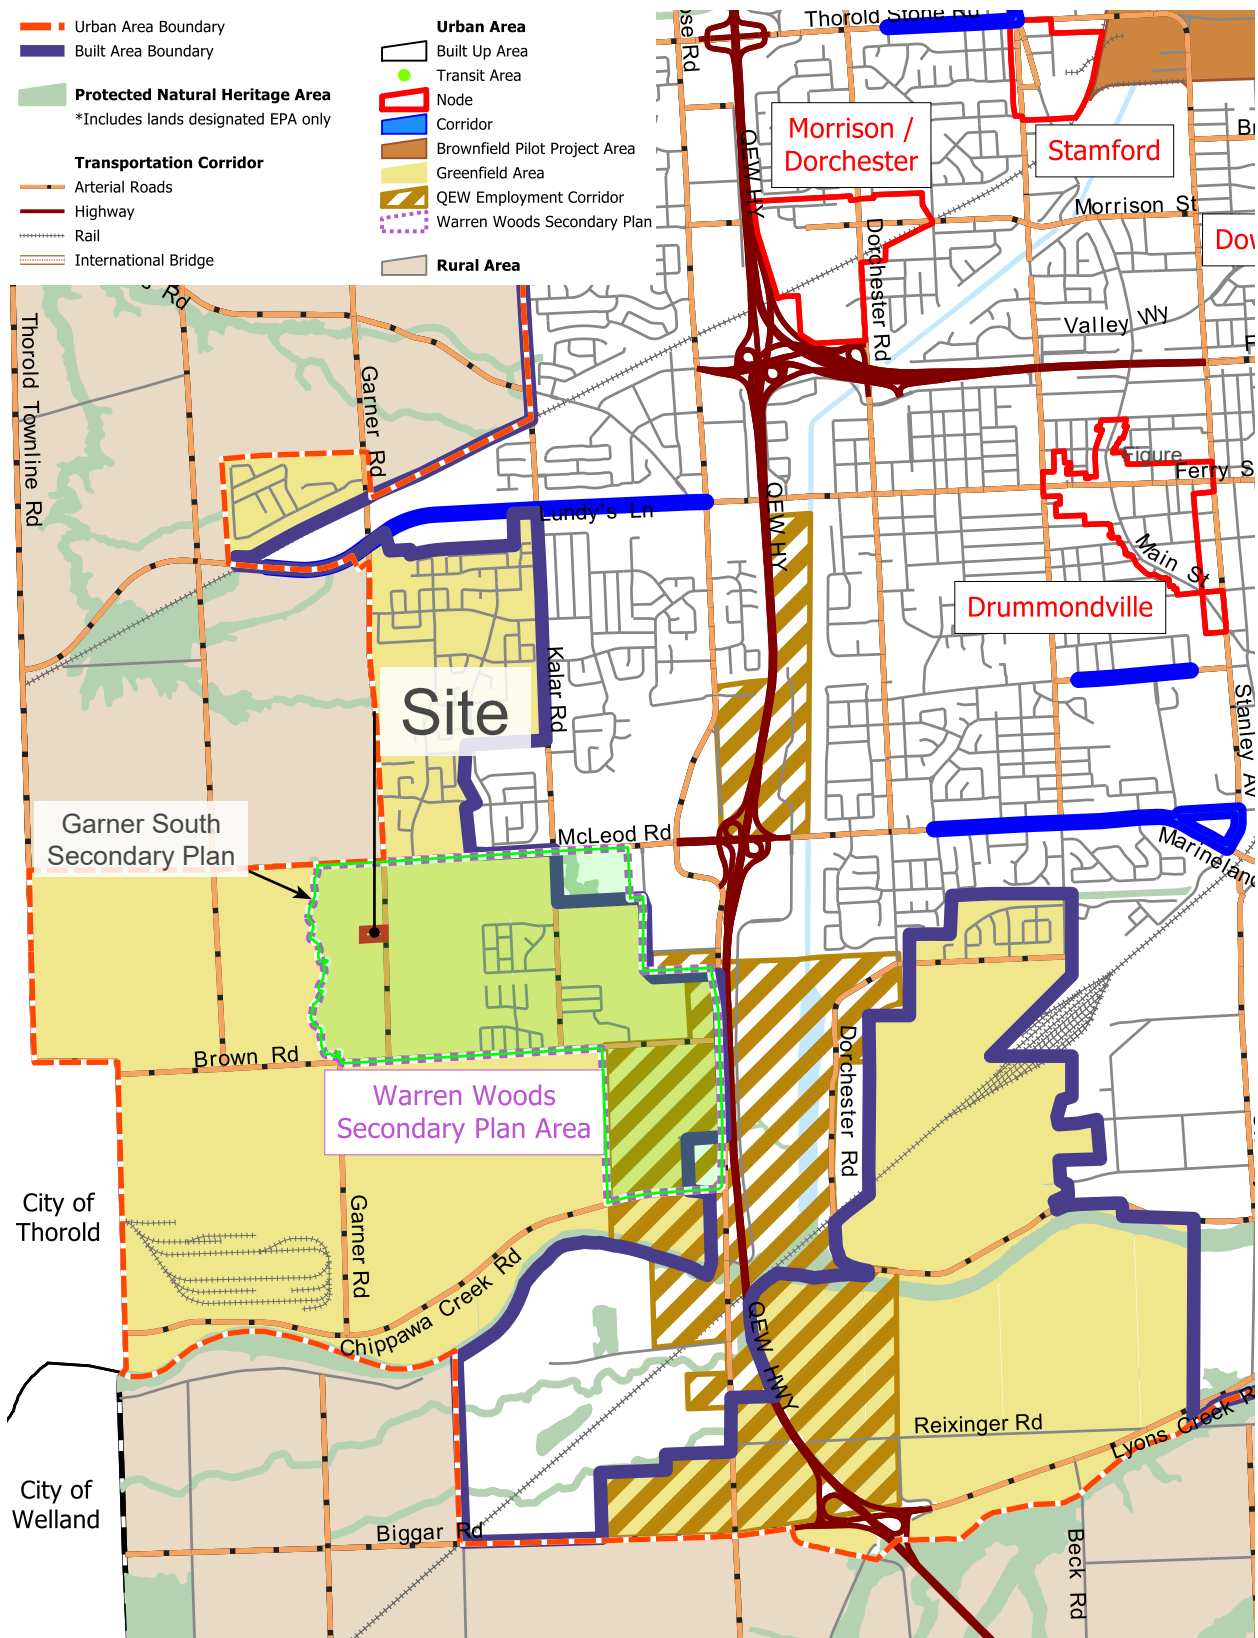 Urban Area Boundary
Built Area Boundary
Protected Natural Heritage Area
*Includes lands designated EPA only
Transportation Corridor
Arterial Roads
Highway
Rail
International Bridge
Urban Area
Built Up Area
Transit Area
Node
Corridor
Brownfield Pilot Project Area
Greenfield Area
QEW Employment Corridor
Warren Woods Secondary Plan
Rural Area
Thorold Stone Rd
Rd
Morrison /
Dorchester
Stamford
QEW HY
Morrison St
Dorchester Rd
Valley Wy
Rd
Thorold Townline Rd
Garner Rd
Figure
Ferry
Lundy's Ln
QEW HY
Main St
Drummondville
Kalar Rd
Site
Stanley Av
Garner South
Secondary Plan
McLeod Rd
Brown Rd
Dorchester Rd
Warren Woods
Secondary Plan Area
City of
Thorold
Garner Rd
Chippawa Creek Rd
QEW HWY
Reixinger Rd
Lyons Creek
City of
Welland
Biggar Rd
Beck Rd